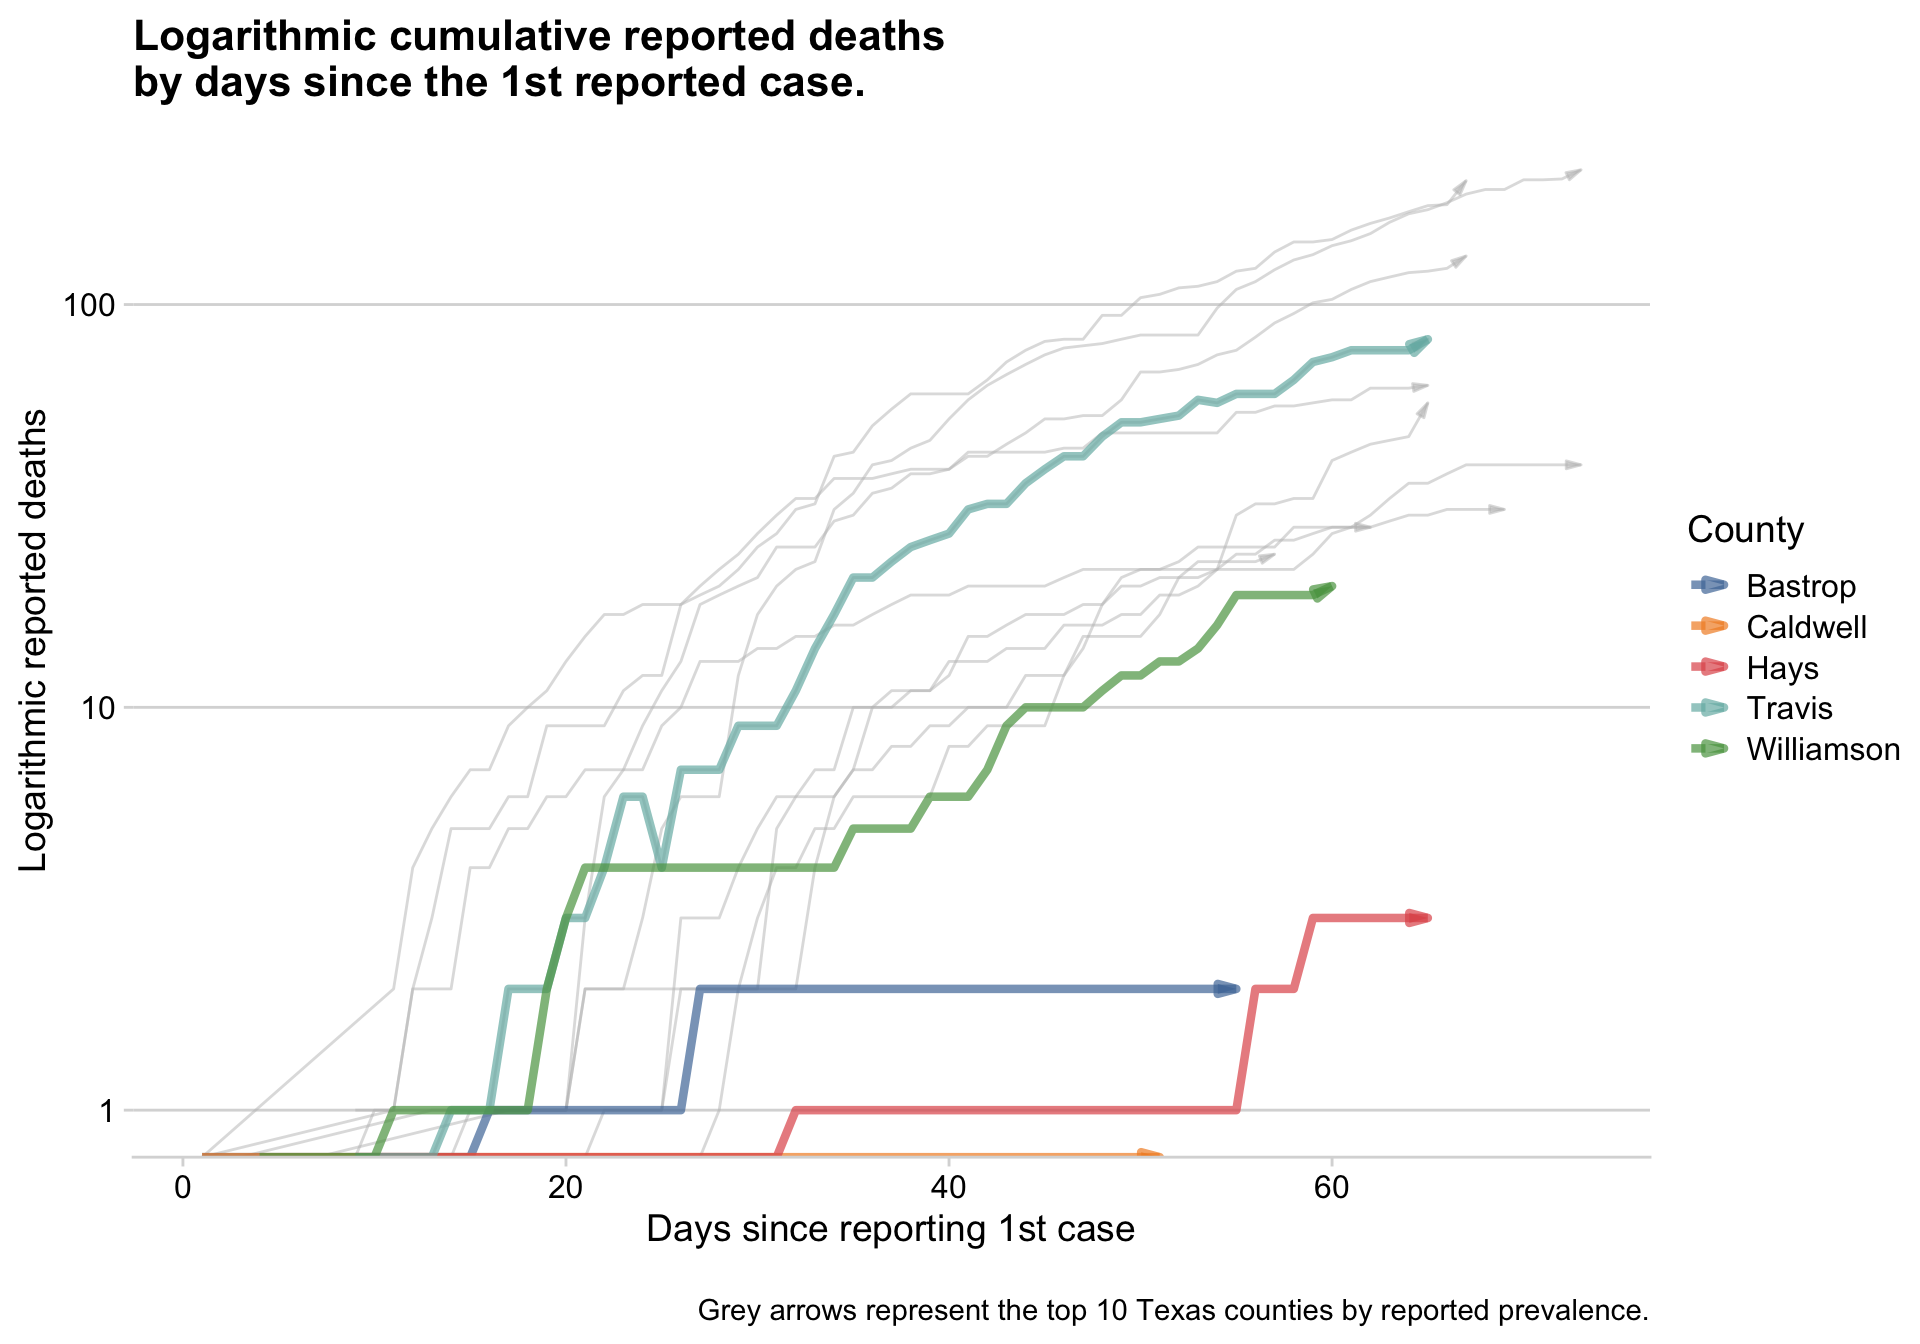 Logarithmic cumulative reported deaths
by days since the 1st reported case.
Logarithmic reported deaths
100
10
1
0
20
40
60
Days since reporting 1st case
County
Bastrop
Caldwell
Hays
Travis
Williamson
Grey arrows represent the top 10 Texas counties by reported prevalence.